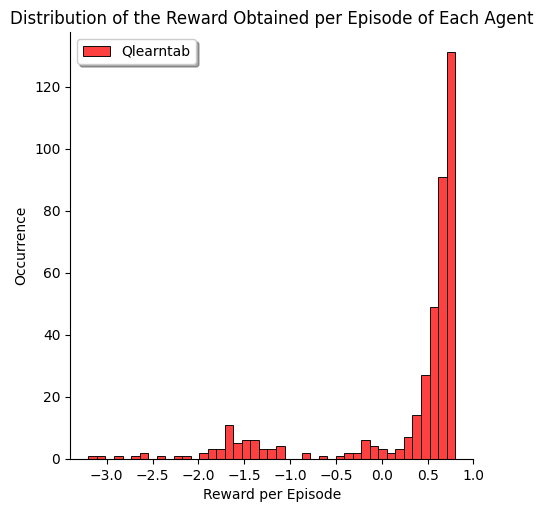 Distribution of the Reward Obtained per Episode of Each Agent
Qlearntab
Occurrence
120
100
80
60
40
20
0
−3.0 −2.5 −2.0 −1.5 −1.0 −0.5 0.0 0.5 1.0
Reward per Episode